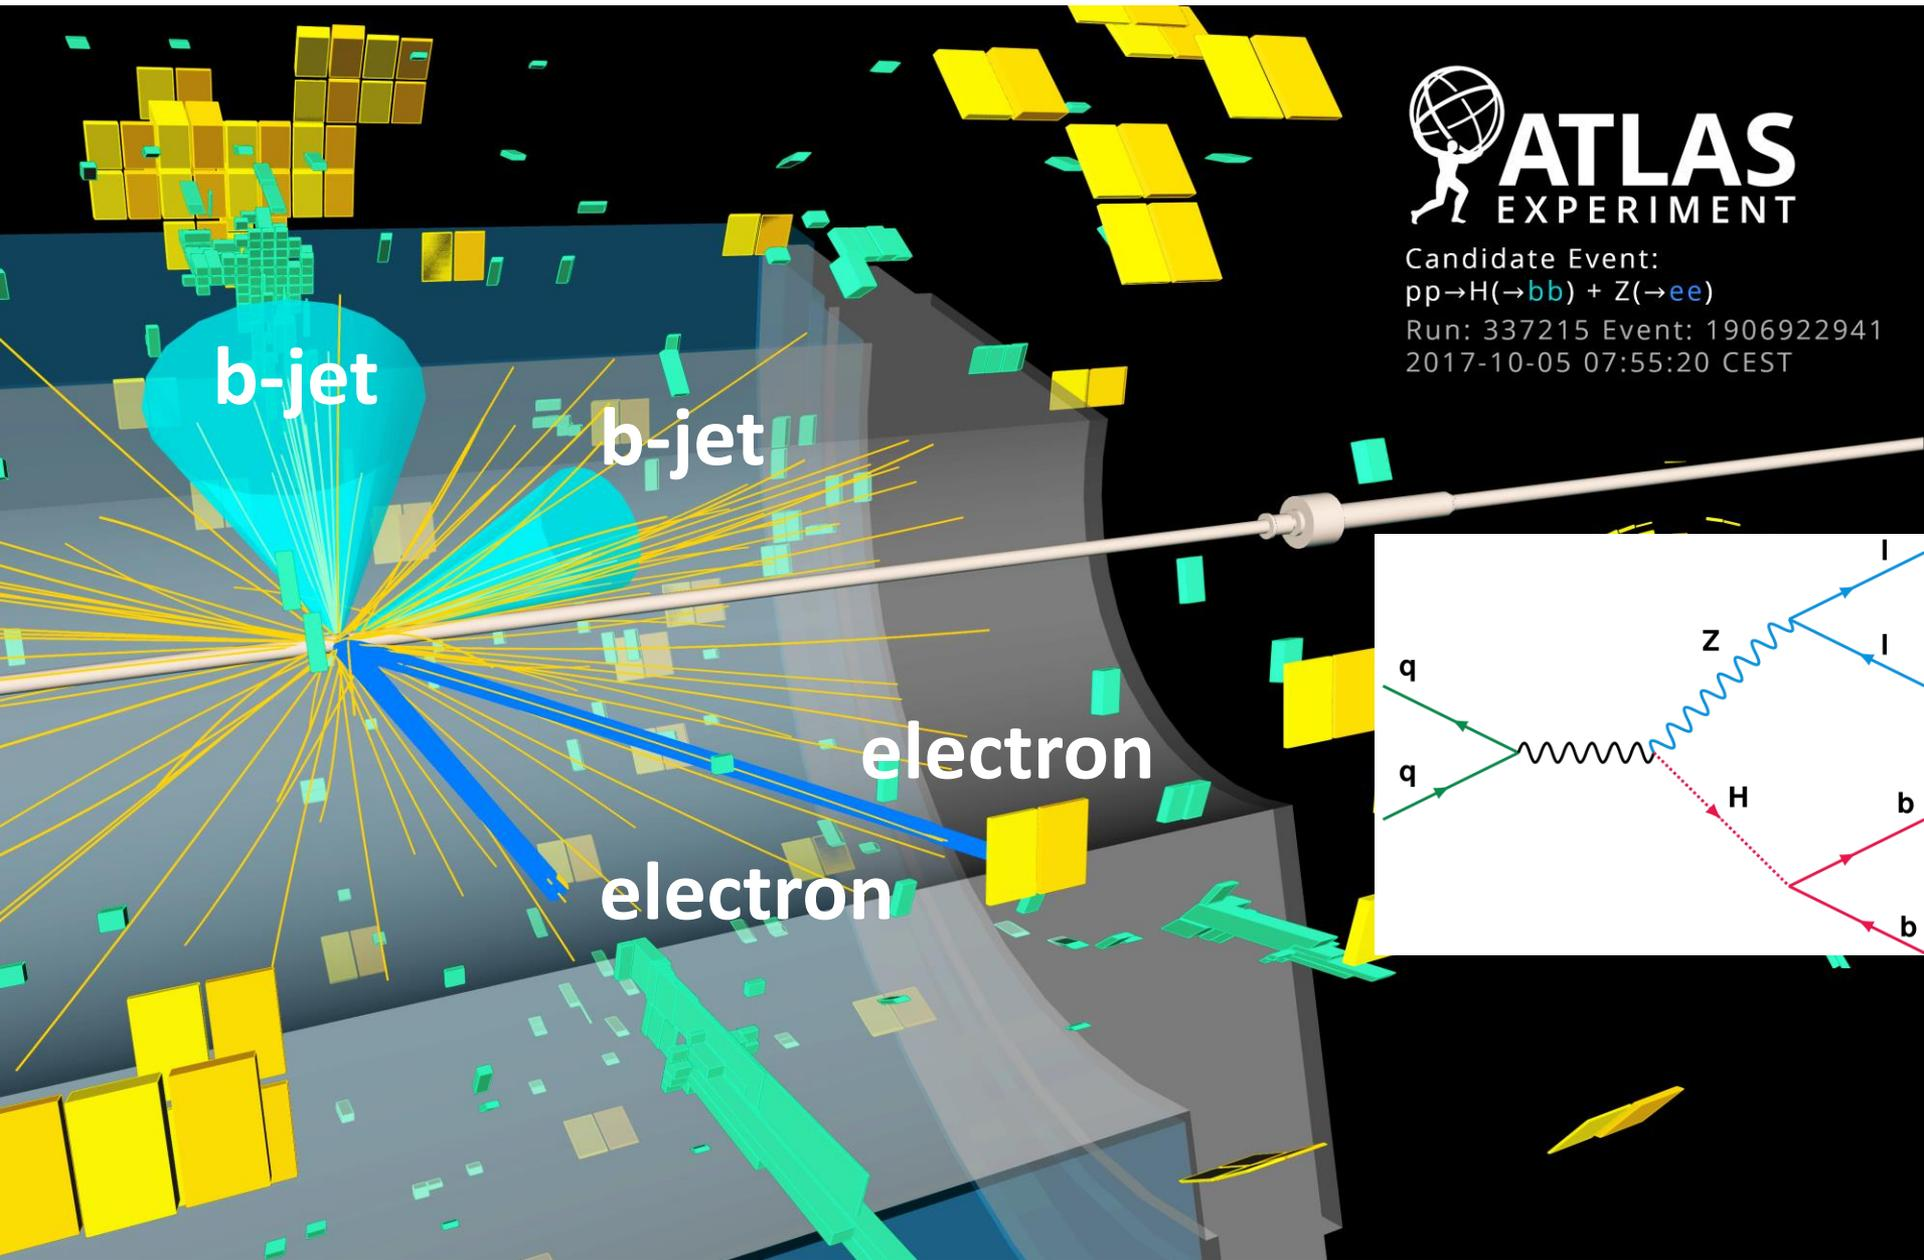 ATLAS
EXPERIMENT
Candidate Event:
pp→H(→bb) + Z(→ee)
Run: 337215 Event: 1906922941
2017-10-05 07:55:20 CEST
b-jet
b-jet
electron
electron
l
Z
l
q
q
H
b
b